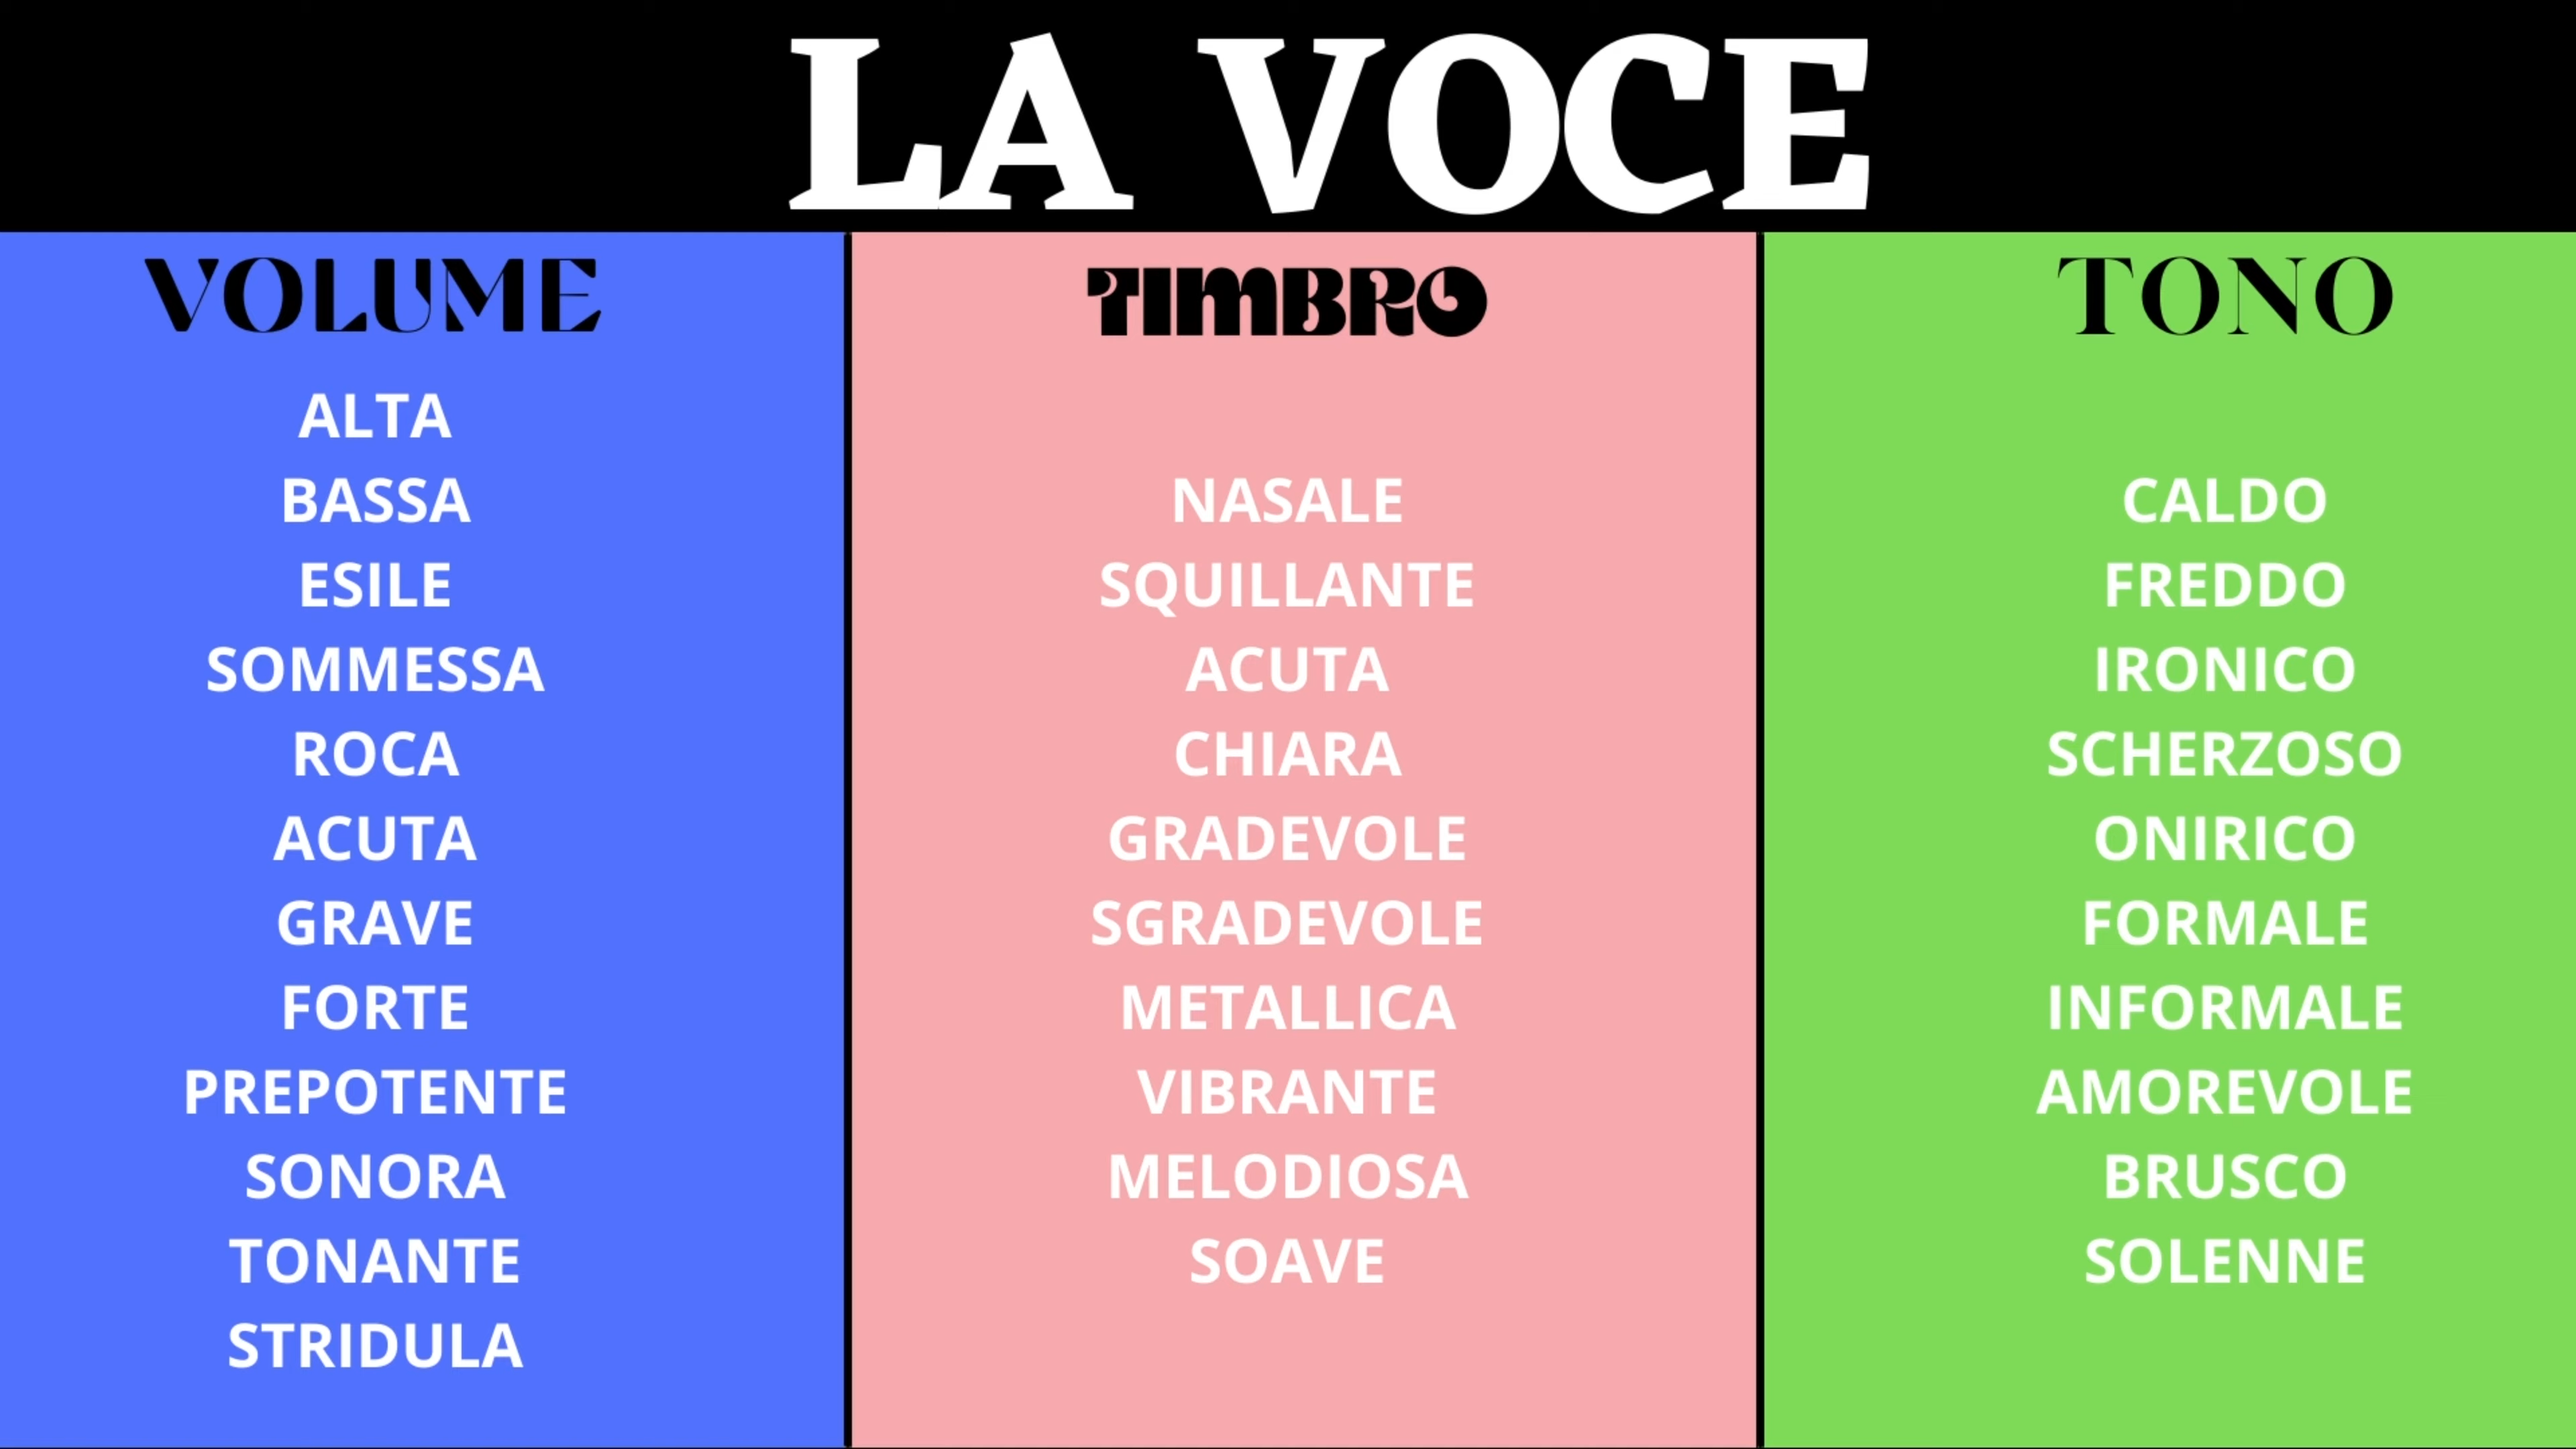 LA VOCE
VOLUME
ALTA
BASSA
ESILE
SOMMESSA
ROCA
ACUTA
GRAVE
FORTE
PREPOTENTE
SONORA
TONANTE
STRIDULA
TIMBRO
NASALE
SQUILLANTE
ACUTA
CHIARA
GRADEVOLE
SGRADEVOLE
METALLICA
VIBRANTE
MELODIOSA
SOAVE
TONO
CALDO
FREDDO
IRONICO
SCHERZOSO
ONIRICO
FORMALE
INFORMALE
AMOREVOLE
BRUSCO
SOLENNE